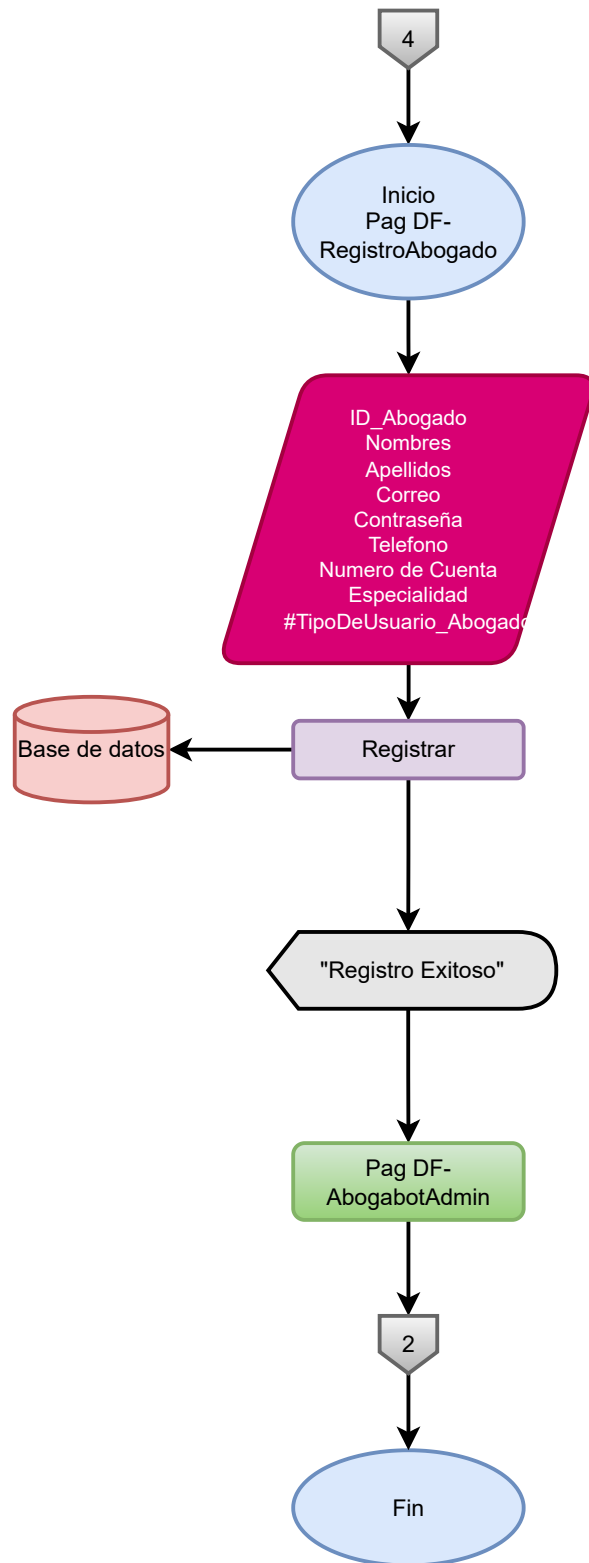 4
Inicio
Pag DF-
RegistroAbogado
ID_Abogado
Nombres
Apellidos
Correo
Contraseña
Telefono
Numero de Cuenta
Especialidad
#TipoDeUsuario_Abogado
Base de datos
Registrar
"Registro Exitoso"
Pag DF-
AbogabotAdmin
2
Fin